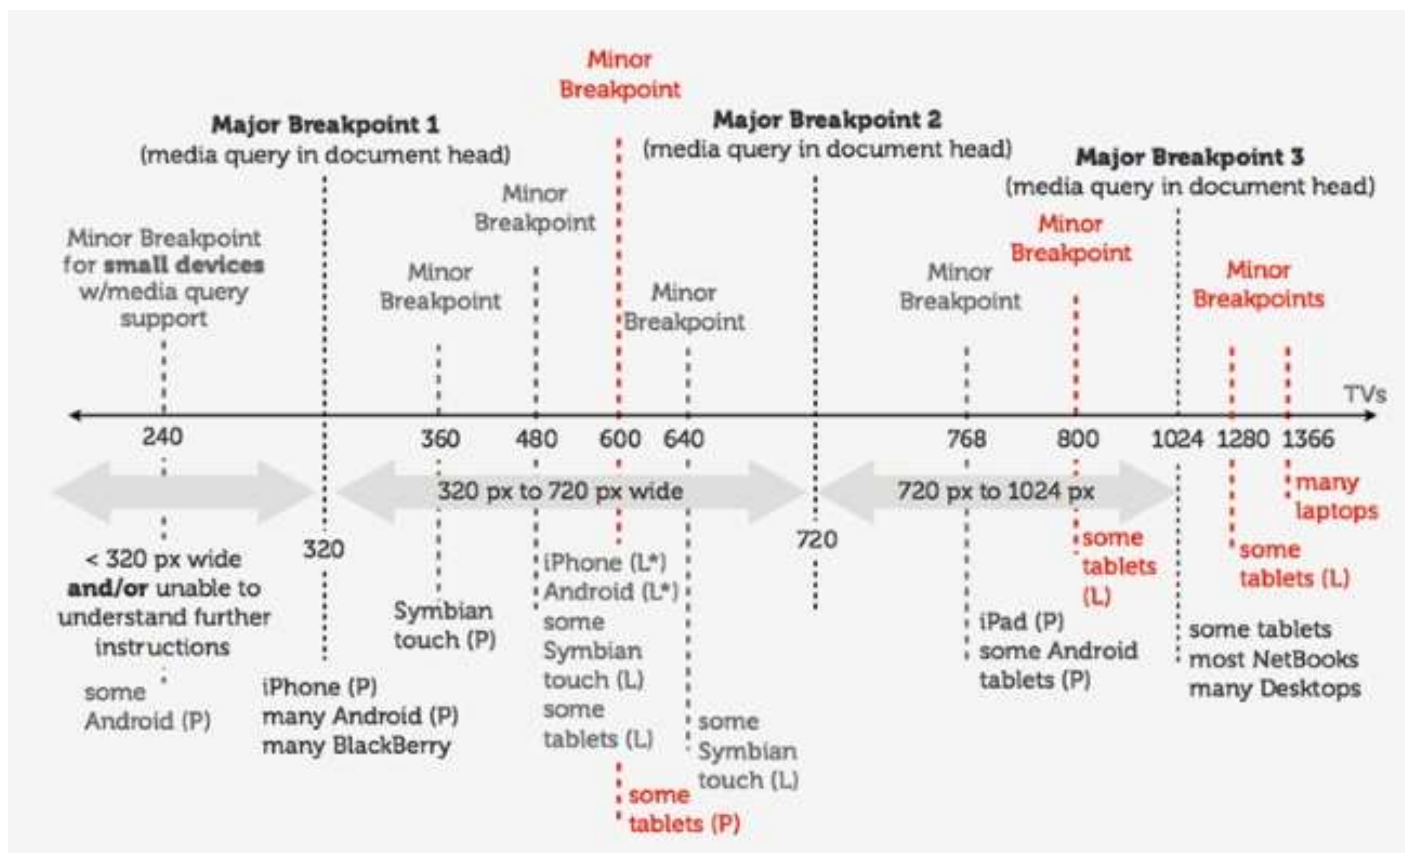 Minor
Breakpoint
Major Breakpoint 1
(media query in document head)
Major Breakpoint 2
(media query in document head)
Major Breakpoint 3
(media query in document head)
Minor
Breakpoint
Minor Breakpoint
for small devices
w/media query
support
Minor
Breakpoint
Minor
Breakpoint
Minor
Breakpoint
Minor
Breakpoint
Minor
Breakpoints
TVs
240
360
480
600
640
768
800
1024
1280
1366
320 px to 720 px wide
720 px to 1024 px
many
laptops
320
720
< 320 px wide
and/or unable to
understand further
instructions
some
Android (P)
iPhone (P)
many Android (P)
many BlackBerry
Symbian
touch (P)
iPhone (L*)
Android (L*)
some
Symbian
touch (L)
some
tablets (L)
some
tablets (P)
some
Symbian
touch (L)
iPad (P)
some Android
tablets (P)
some
tablets
(L)
some
tablets (L)
some tablets
most NetBooks
many Desktops